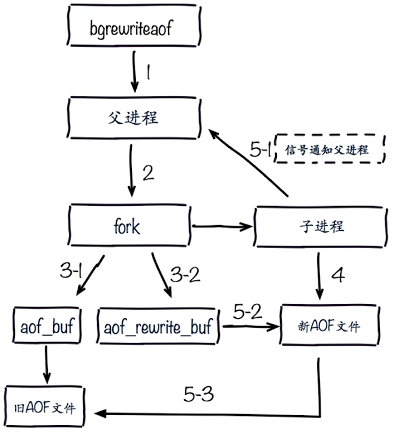 bgrewriteaof
1
父进程
5-1
信号通知父进程
2
fork
子进程
3-1
3-2
4
aof_buf
aof_rewrite_buf
5-2
新AOF文件
5-3
旧AOF文件